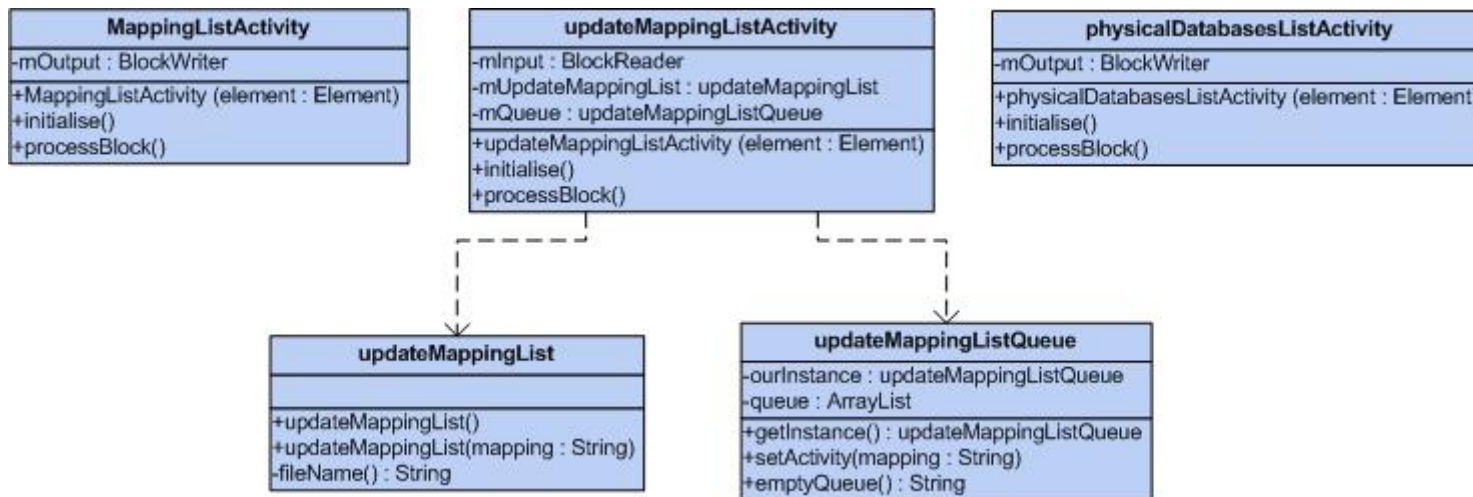 MappingListActivity
-mOutput : BlockWriter
+MappingListActivity (element : Element)
+initialise()
+processBlock()
updateMappingListActivity
-mInput : BlockReader
-mUpdateMappingList : updateMappingList
-mQueue : updateMappingListQueue
+updateMappingListActivity (element : Element)
+initialise()
+processBlock()
physicalDatabasesListActivity
-mOutput : BlockWriter
+physicalDatabasesListActivity (element : Element
+initialise()
+processBlock()
updateMappingList
+updateMappingList()
+updateMappingList(mapping : String)
-fileName() : String
updateMappingListQueue
-ourInstance : updateMappingListQueue
-queue : ArrayList
+getInstance() : updateMappingListQueue
+setActivity(mapping : String)
+emptyQueue() : String